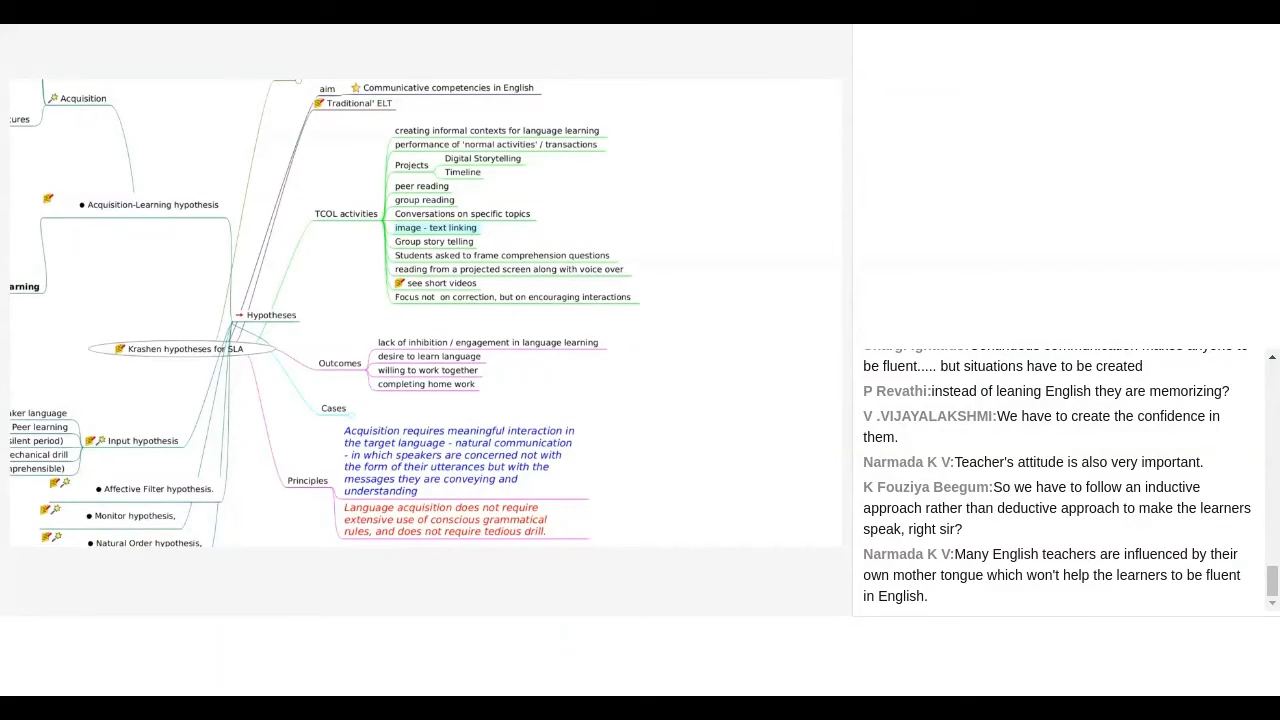 Acquisition
tures
aim
Communicative competencies in English
Traditional' ELT
creating informal contexts for language learning
performance of 'normal activities' / transactions
Projects
Digital Storytelling
Timeline
peer reading
group reading
TCOL activities
Conversations on specific topics
image - text linking
Group story telling
Students asked to frame comprehension questions
reading from a projected screen along with voice over
see short videos
Focus not on correction, but on encouraging interactions
• Acquisition-Learning hypothesis
arning
Hypotheses
Krashen hypotheses for SLA
Outcomes
lack of inhibition / engagement in language learning
desire to learn language
willing to work together
completing home work
Cases
aker language
Peer learning
silent period)
echanical drill
mprehensible)
Input hypothesis
• Affective Filter hypothesis.
• Monitor hypothesis,
• Natural Order hypothesis,
Principles
Acquisition requires meaningful interaction in
the target language - natural communication
- in which speakers are concerned not with
the form of their utterances but with the
messages they are conveying and
understanding
Language acquisition does not require
extensive use of conscious grammatical
rules, and does not require tedious drill.
be fluent..... but situations have to be created
P Revathi:instead of leaning English they are memorizing?
V .VIJAYALAKSHMI:We have to create the confidence in
them.
Narmada K V:Teacher's attitude is also very important.
K Fouziya Beegum:So we have to follow an inductive
approach rather than deductive approach to make the learners
speak, right sir?
Narmada K V:Many English teachers are influenced by their
own mother tongue which won't help the learners to be fluent
in English.